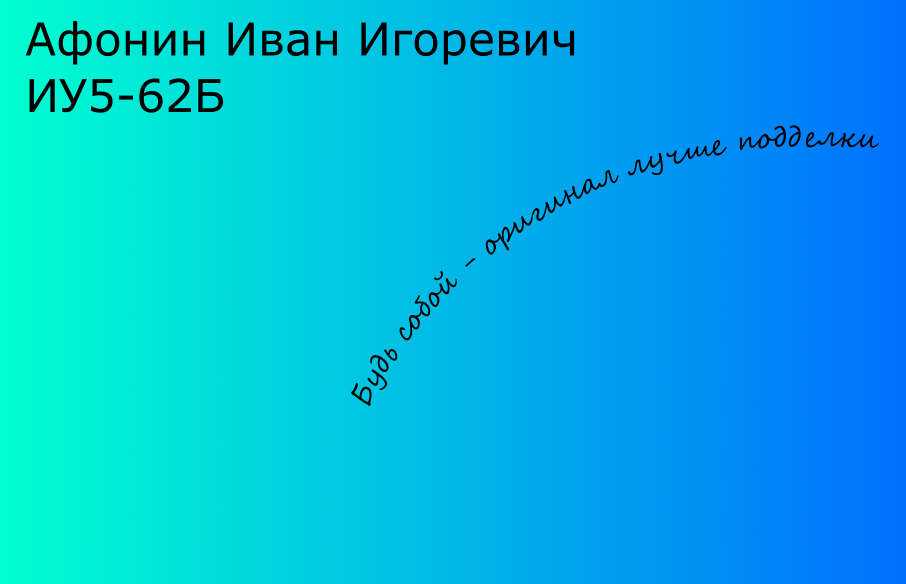 Афонин Иван Игоревич
ИУ5-62Б
Будь собой - оригинал лучше подделки